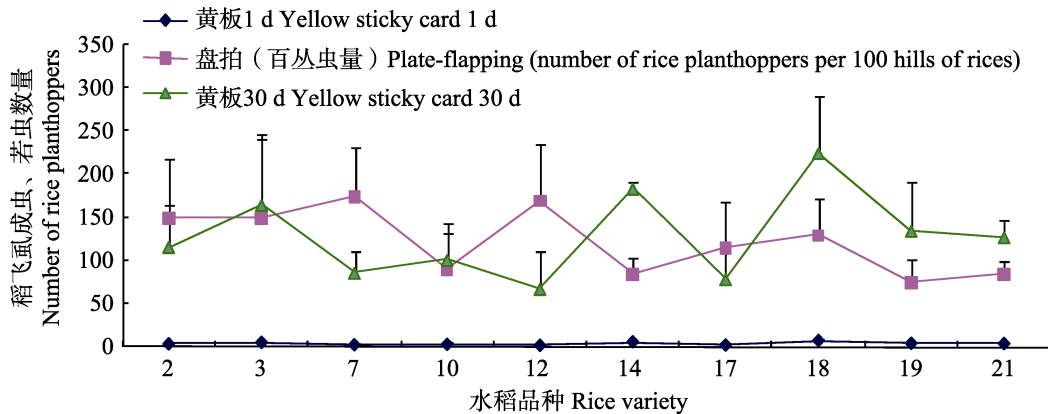 黄板1 d Yellow sticky card 1 d
盘拍（百丛虫量）Plate-flapping (number of rice planthoppers per 100 hills of rices)
黄板30 d Yellow sticky card 30 d
稻飞虱成虫、若虫数量
Number of rice planthoppers
350
300
250
200
150
100
50
0
2 3 7 10 12 14 17 18 19 21
水稻品种 Rice variety